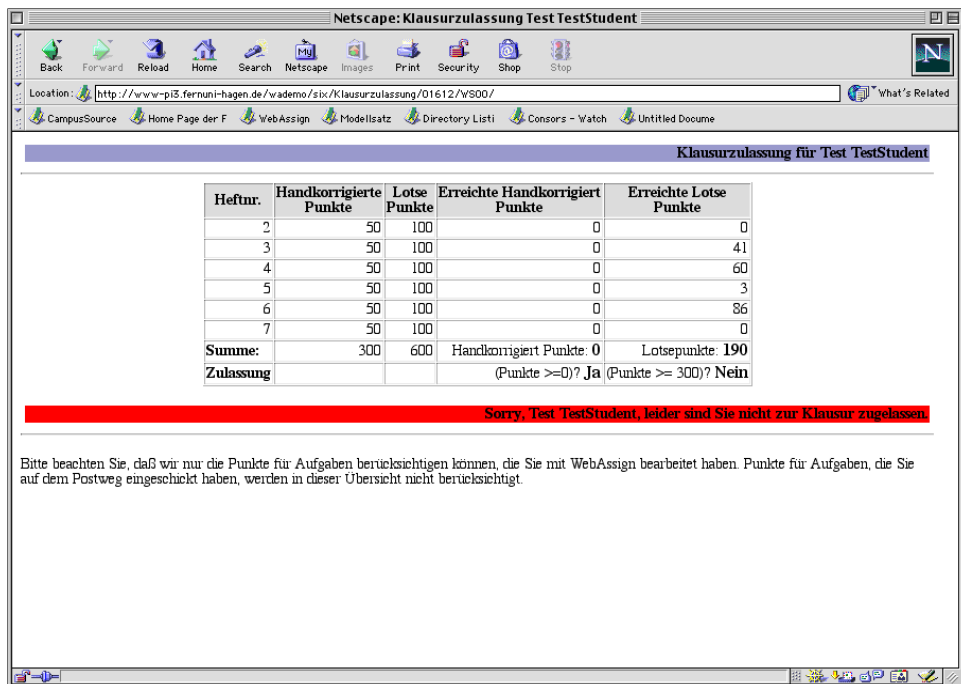 Netscape: Klausurzulassung Test TestStudent
Back Forward Reload Home Search Netscape Images Print Security Shop Stop
N
Location: http://www-pi3.fernuni-hagen.de/wademo/six/Klausurzulassung/01612/WS00/ What's Related
CampusSource Home Page der F WebAssign Modellsatz Directory Listi Consors - Watch Untitled Docume
Klausurzulassung für Test TestStudent
Heftnr. Handkorrigierte Punkte Lotse Punkte Erreichte Handkorrigiert Punkte Erreichte Lotse Punkte
2 50 100 0 0
3 50 100 0 41
4 50 100 0 60
5 50 100 0 3
6 50 100 0 86
7 50 100 0 0
Summe: 300 600 Handkorrigiert Punkte: 0 Lotsepunkte: 190
Zulassung (Punkte >=0)? Ja (Punkte >= 300)? Nein
Sorry, Test TestStudent, leider sind Sie nicht zur Klausur zugelassen.
Bitte beachten Sie, daß wir nur die Punkte für Aufgaben berücksichtigen können, die Sie mit WebAssign bearbeitet haben. Punkte für Aufgaben, die Sie
auf dem Postweg eingeschickt haben, werden in dieser Übersicht nicht berücksichtigt.